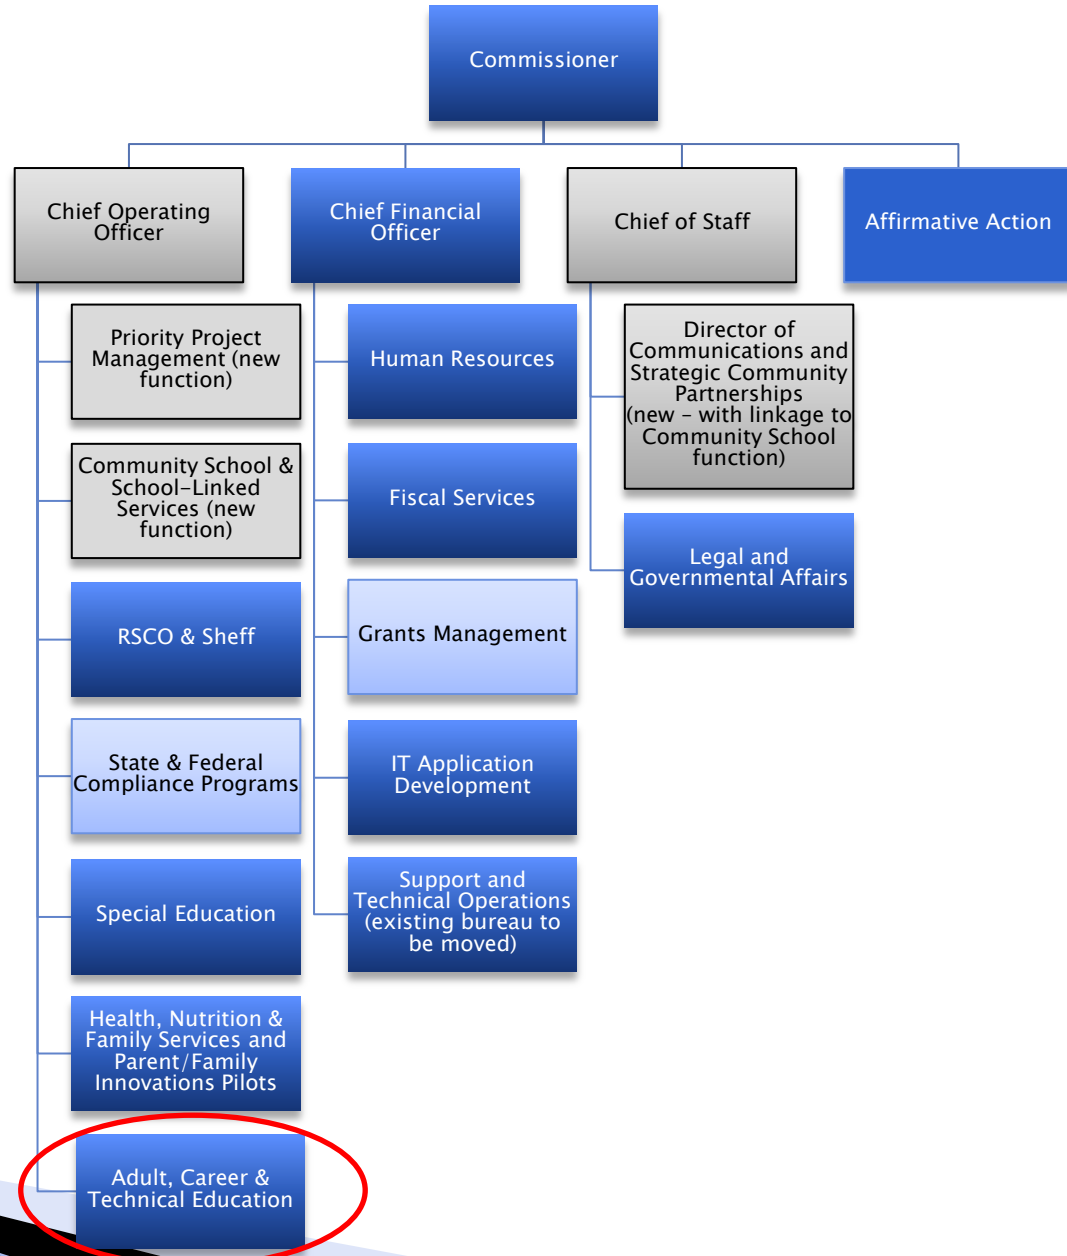 Commissioner
Chief Operating
Officer
Chief Financial
Officer
Chief of Staff
Affirmative Action
Priority Project
Management (new
function)
Community School &
School-Linked
Services (new
function)
RSCO & Sheff
State & Federal
Compliance Programs
Special Education
Health, Nutrition &
Family Services and
Parent/Family
Innovations Pilots
Adult, Career &
Technical Education
Human Resources
Fiscal Services
Grants Management
IT Application
Development
Support and
Technical Operations
(existing bureau to
be moved)
Director of
Communications and
Strategic Community
Partnerships
(new – with linkage to
Community School
function)
Legal and
Governmental Affairs